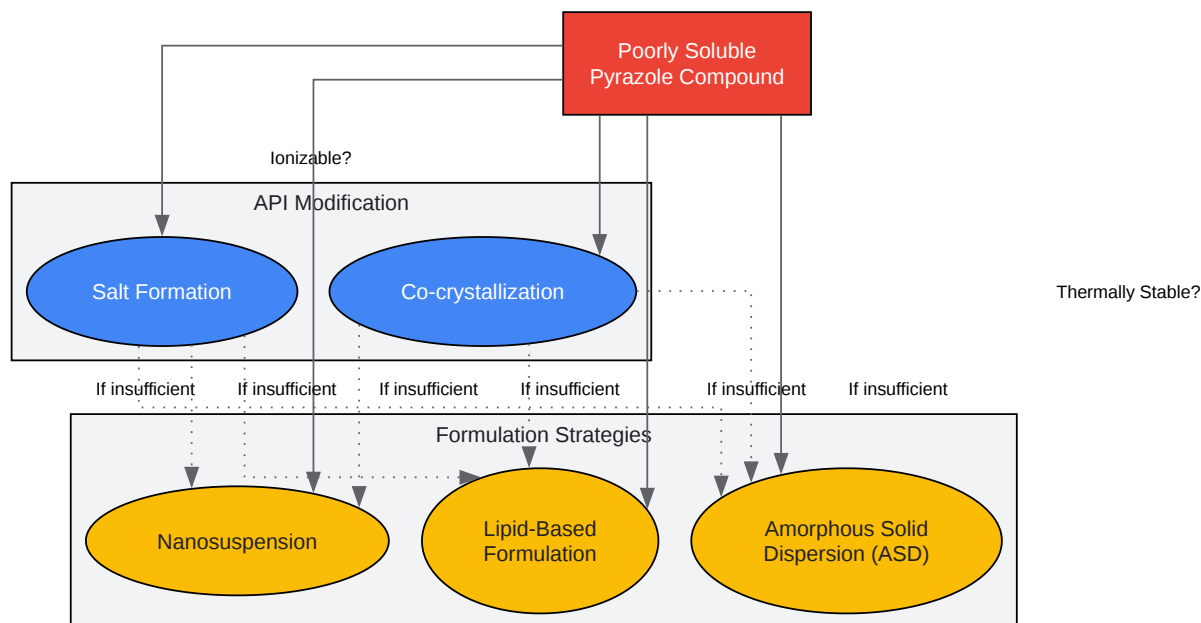 Poorly Soluble
Pyrazole Compound
Ionizable?
API Modification
Salt Formation
Co-crystallization
Thermally Stable?
If insufficient
If insufficient
If insufficient
If insufficient
If insufficient
If insufficient
Formulation Strategies
Nanosuspension
Lipid-Based
Formulation
Amorphous Solid
Dispersion (ASD)